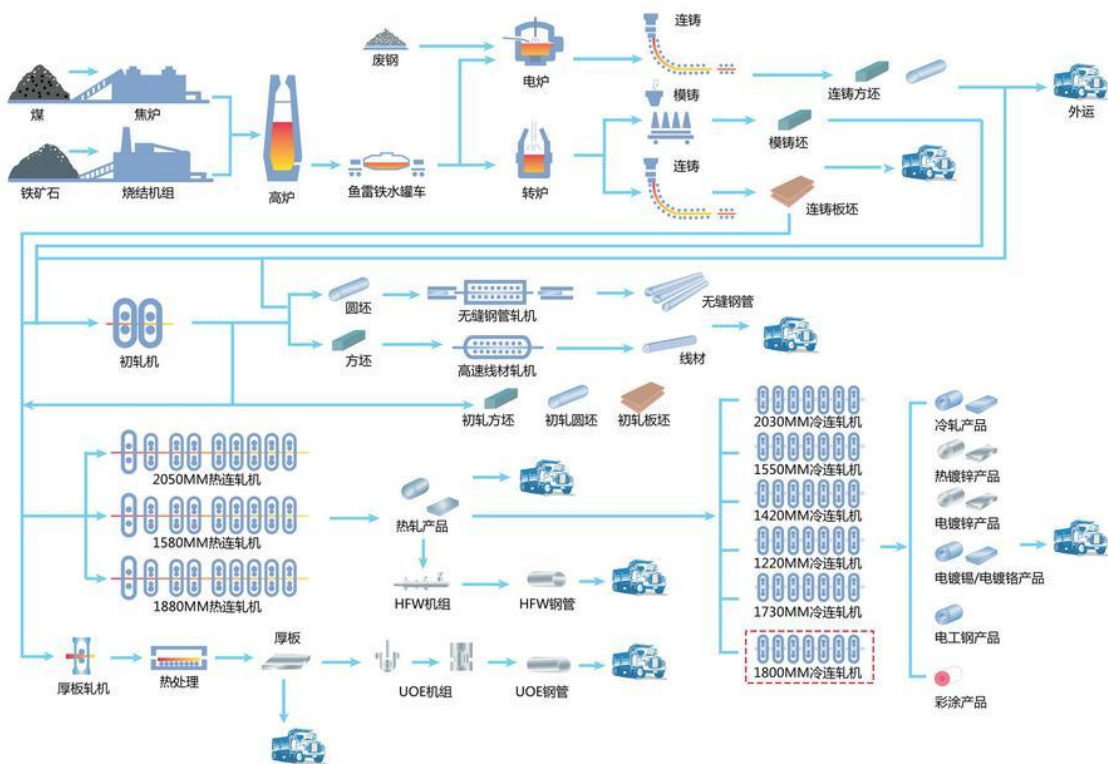 连铸
废钢
电炉
连铸方坯
外运
煤
焦炉
模铸
模铸坯
铁矿石
烧结机组
高炉
鱼雷铁水罐车
转炉
连铸
连铸板坯
初轧机
圆坯
无缝钢管轧机
无缝钢管
方坯
高速线材轧机
线材
初轧方坯
初轧圆坯
初轧板坯
2050MM热连轧机
1580MM热连轧机
1880MM热连轧机
热轧产品
HFW机组
HFW钢管
厚板轧机
热处理
厚板
UOE机组
UOE钢管
2030MM冷连轧机
1550MM冷连轧机
1420MM冷连轧机
1220MM冷连轧机
1730MM冷连轧机
1800MM冷连轧机
冷轧产品
热镀锌产品
电镀锌产品
电镀锡/电镀铬产品
电工钢产品
彩涂产品